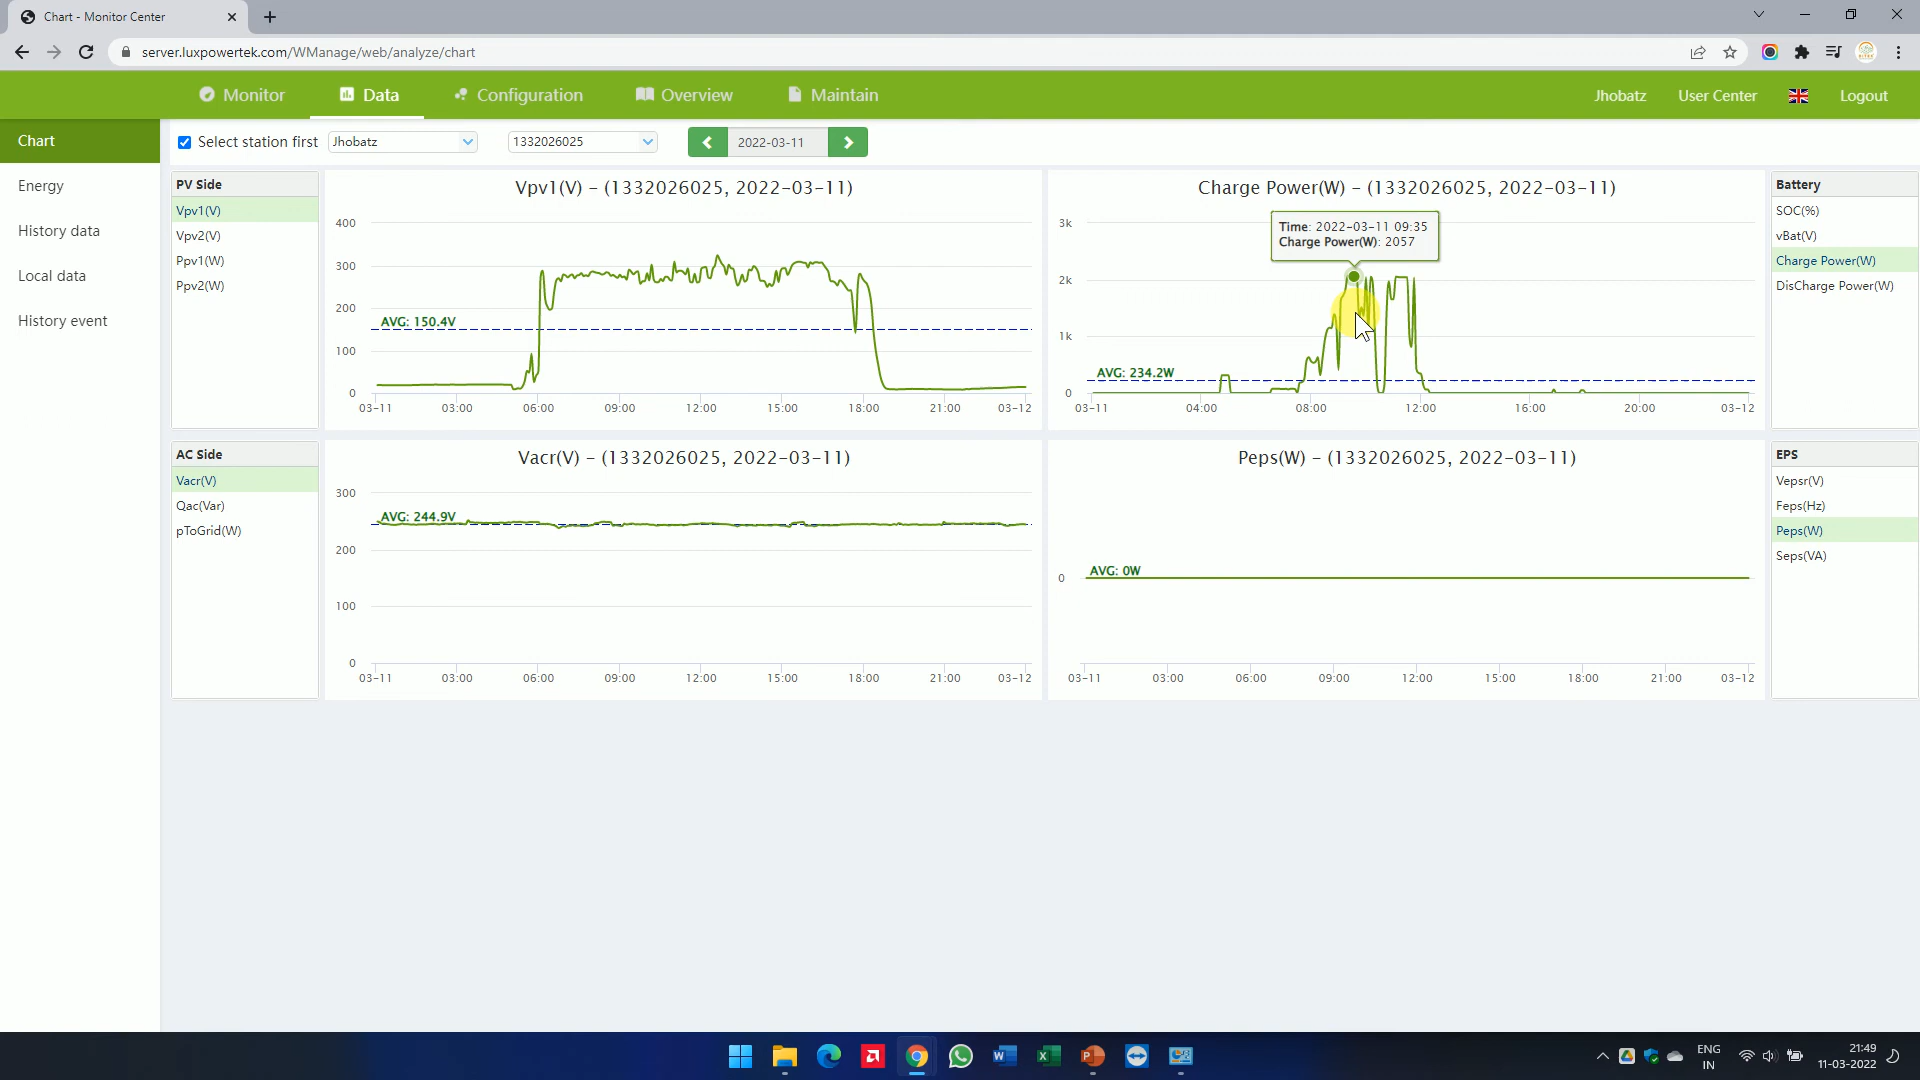 Chart - Monitor Center
server.luxpowertek.com/WManage/web/analyze/chart
Monitor
Data
Configuration
Overview
Maintain
Jhobatz
User Center
Logout
Chart
Energy
History data
Local data
History event
Select station first
Jhobatz
1332026025
2022-03-11
PV Side
Vpv1(V)
Vpv2(V)
Ppv1(W)
Ppv2(W)
Vpv1(V) - (1332026025, 2022-03-11)
400
300
200
100
0
AVG: 150.4V
03-11 03:00 06:00 09:00 12:00 15:00 18:00 21:00 03-12
Charge Power(W) - (1332026025, 2022-03-11)
Time: 2022-03-11 09:35
Charge Power(W): 2057
3k
2k
1k
0
AVG: 234.2W
03-11 04:00 08:00 12:00 16:00 20:00 03-12
Battery
SOC(%)
vBat(V)
Charge Power(W)
DisCharge Power(W)
AC Side
Vacr(V)
Qac(Var)
pToGrid(W)
Vacr(V) - (1332026025, 2022-03-11)
300
200
100
0
AVG: 244.9V
03-11 03:00 06:00 09:00 12:00 15:00 18:00 21:00 03-12
Peps(W) - (1332026025, 2022-03-11)
AVG: 0W
0
03-11 03:00 06:00 09:00 12:00 15:00 18:00 21:00 03-12
EPS
Vepsr(V)
Feps(Hz)
Peps(W)
Seps(VA)
ENG
IN
21:49
11-03-2022